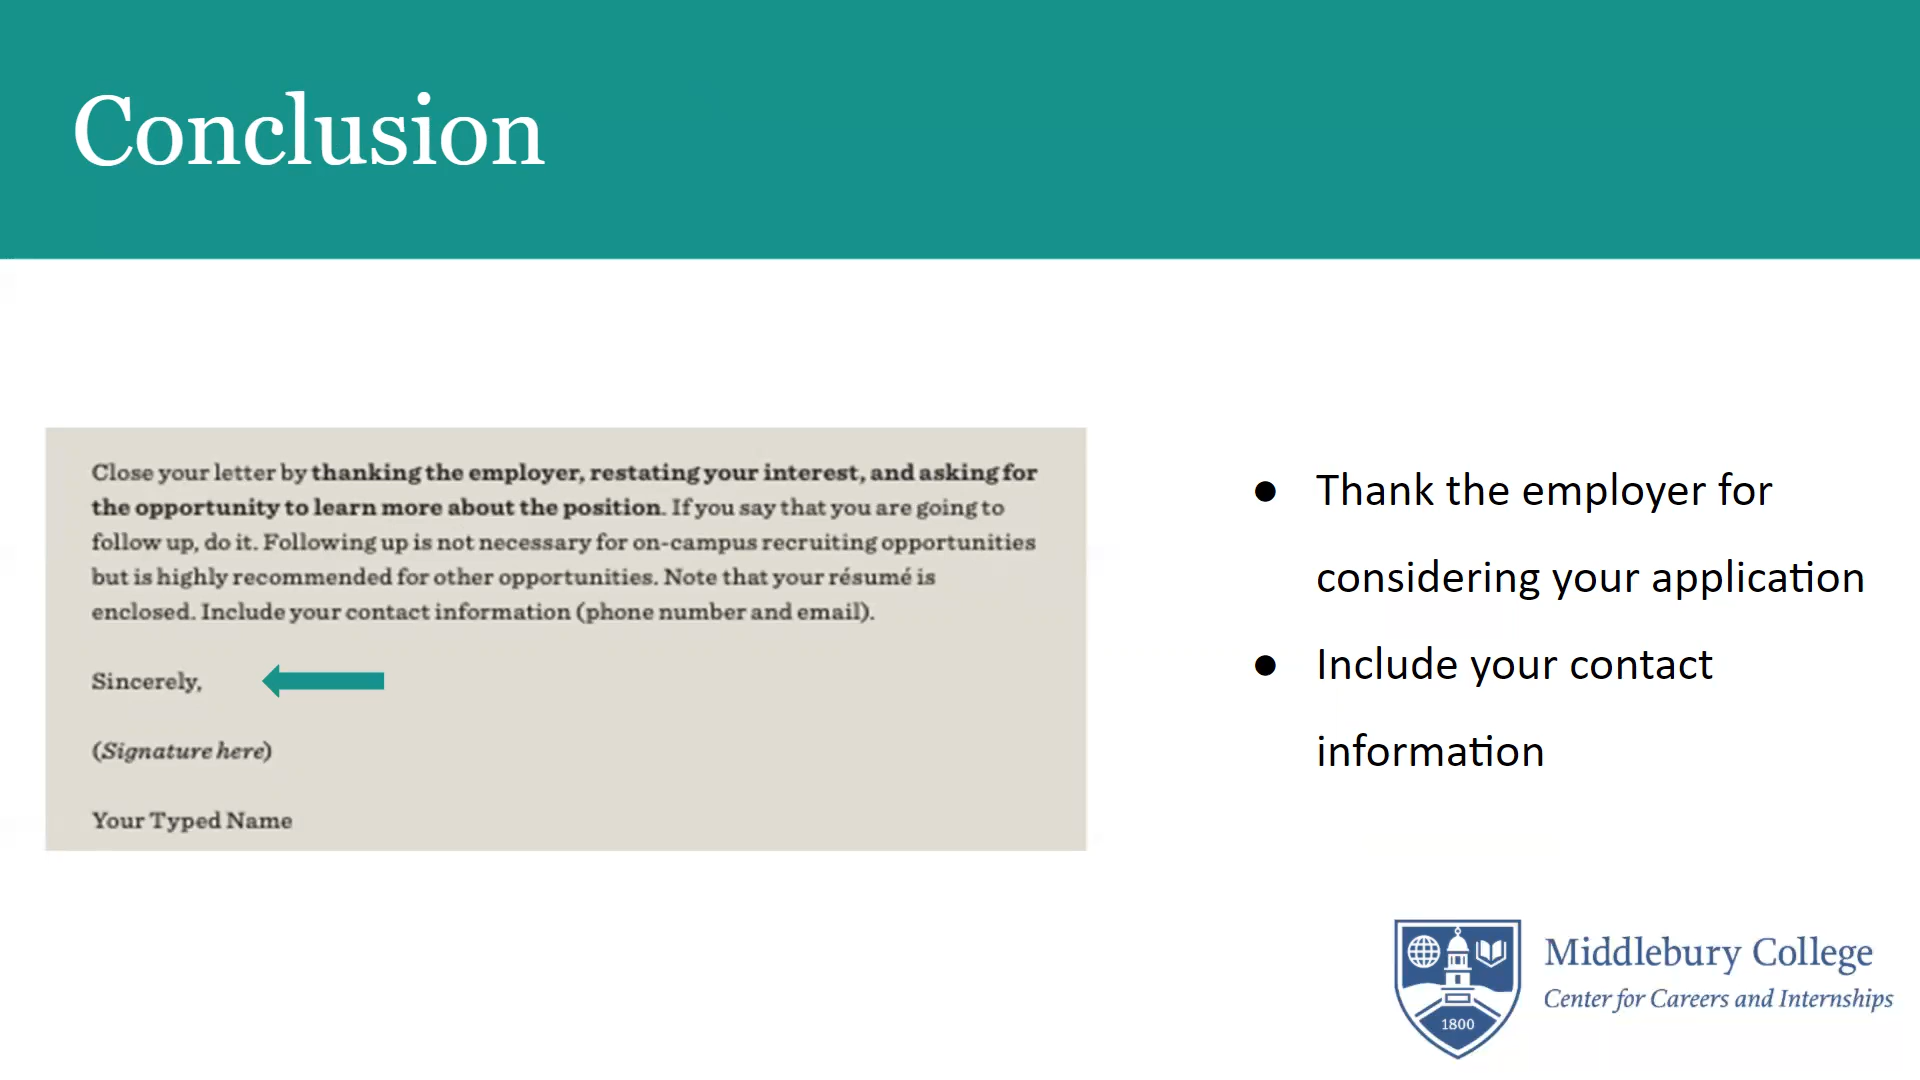 Conclusion
Close your letter by thanking the employer, restating your interest, and asking for
the opportunity to learn more about the position. If you say that you are going to
follow up, do it. Following up is not necessary for on-campus recruiting opportunities
but is highly recommended for other opportunities. Note that your résumé is
enclosed. Include your contact information (phone number and email).
Sincerely,
(Signature here)
Your Typed Name
● Thank the employer for
considering your application
● Include your contact
information
1800
Middlebury College
Center for Careers and Internships